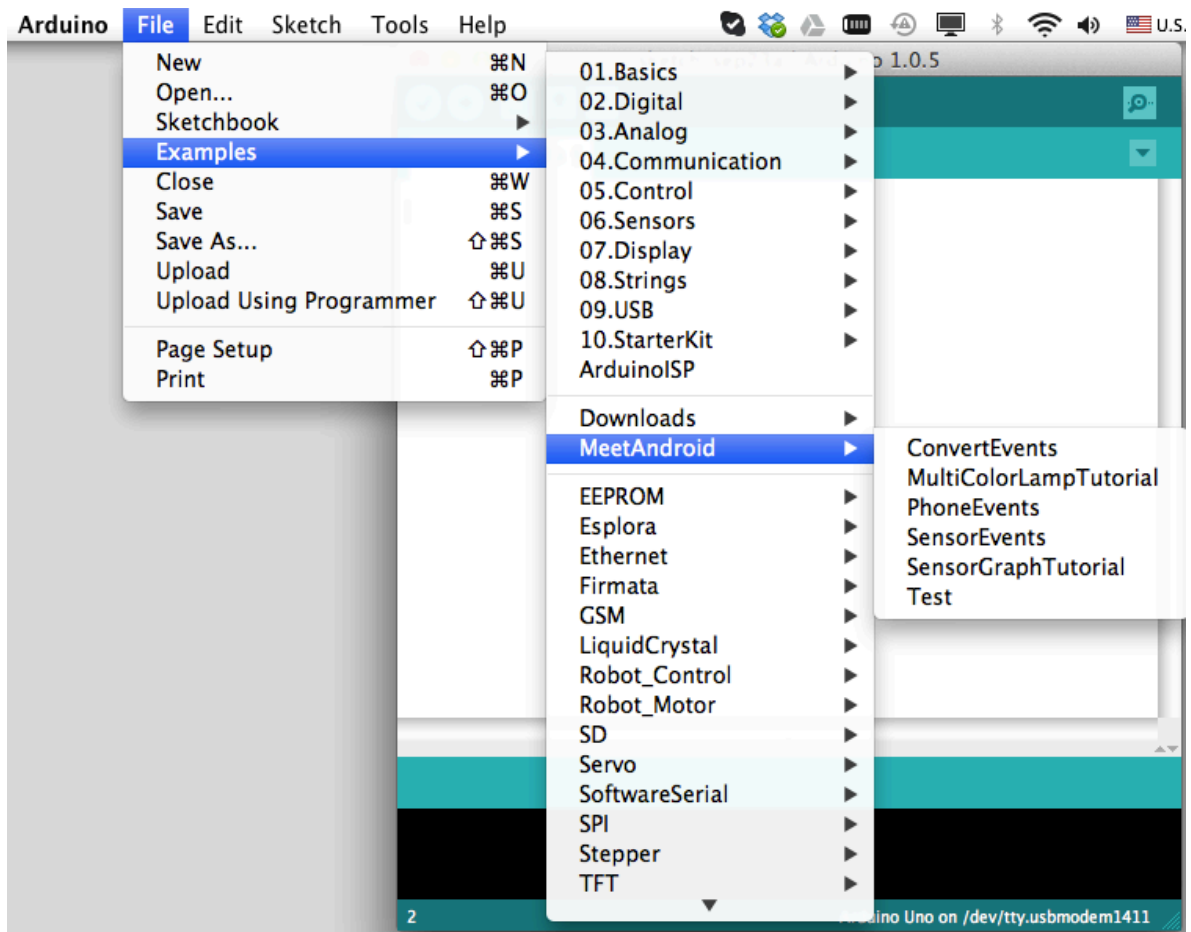 Arduino File Edit Sketch Tools Help U.S.
New ⌘N
Open... ⌘O
Sketchbook ▶
Examples ▶
Close ⌘W
Save ⌘S
Save As... ⇧⌘S
Upload ⌘U
Upload Using Programmer ⇧⌘U
Page Setup ⇧⌘P
Print ⌘P
1.0.5
01.Basics ▶
02.Digital ▶
03.Analog ▶
04.Communication ▶
05.Control ▶
06.Sensors ▶
07.Display ▶
08.Strings ▶
09.USB ▶
10.StarterKit ▶
ArduinoISP
Downloads ▶
MeetAndroid ▶
EEPROM ▶
Esplora ▶
Ethernet ▶
Firmata ▶
GSM ▶
LiquidCrystal ▶
Robot_Control ▶
Robot_Motor ▶
SD ▶
Servo ▶
SoftwareSerial ▶
SPI ▶
Stepper ▶
TFT ▶
▼
ConvertEvents
MultiColorLampTutorial
PhoneEvents
SensorEvents
SensorGraphTutorial
Test
2 Uno on /dev/tty.usbmodem1411